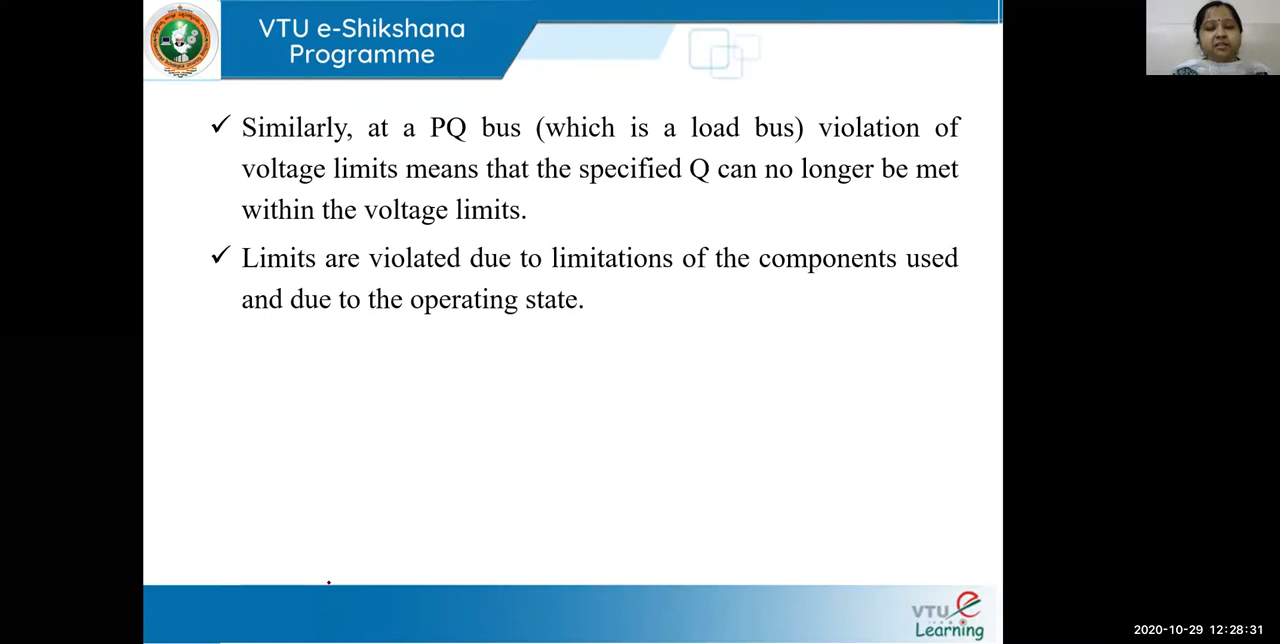 VTU e-Shikshana
Programme
✓ Similarly, at a PQ bus (which is a load bus) violation of
voltage limits means that the specified Q can no longer be met
within the voltage limits.
✓ Limits are violated due to limitations of the components used
and due to the operating state.
VTU e
Learning
2020-10-29 12:28:31